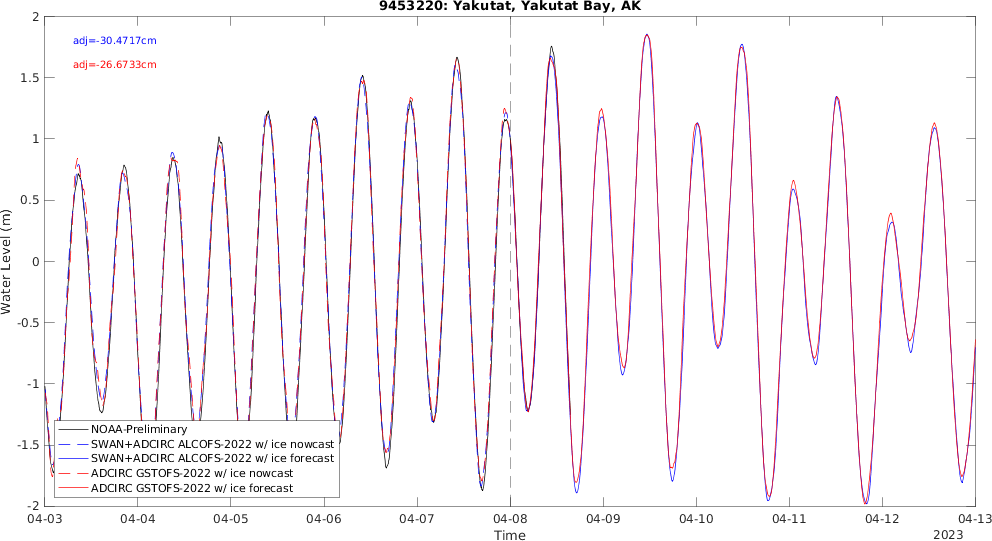 9453220: Yakutat, Yakutat Bay, AK
adj=-30.4717cm
adj=-26.6733cm
Water Level (m)
2
1.5
1
0.5
0
-0.5
-1
-1.5
-2
NOAA-Preliminary
SWAN+ADCIRC ALCOFS-2022 w/ ice nowcast
SWAN+ADCIRC ALCOFS-2022 w/ ice forecast
ADCIRC GSTOFS-2022 w/ ice nowcast
ADCIRC GSTOFS-2022 w/ ice forecast
04-03 04-04 04-05 04-06 04-07 04-08 04-09 04-10 04-11 04-12 04-13
Time
2023